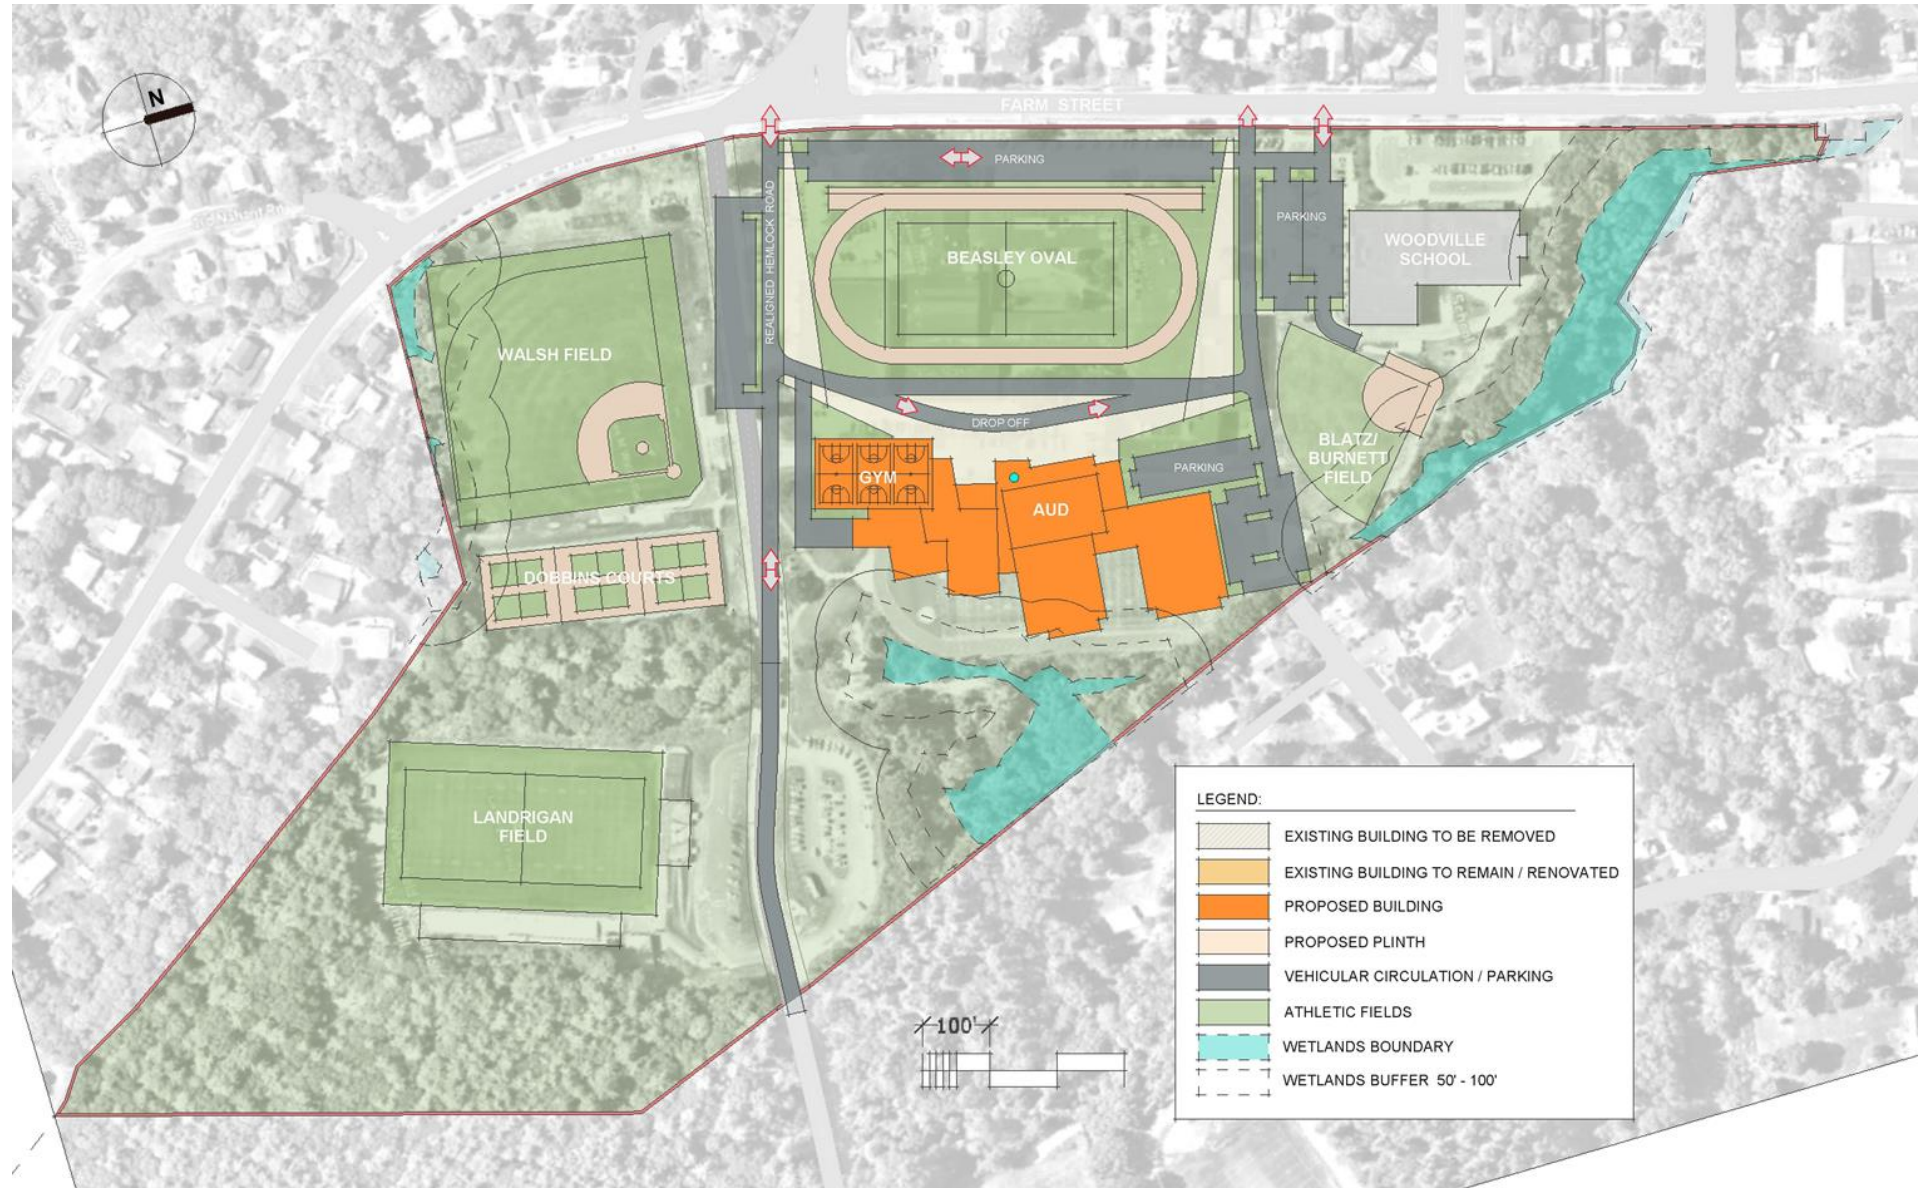 N
FARM STREET
PARKING
REALIGNED HEMLOCK ROAD
PARKING
BEASLEY OVAL
WOODVILLE
SCHOOL
WALSH FIELD
DROP OFF
BLATZ/
BURNETT
FIELD
PARKING
GYM
AUD
DOBBINS COURTS
LANDRIGAN
FIELD
100'
LEGEND:
EXISTING BUILDING TO BE REMOVED
EXISTING BUILDING TO REMAIN / RENOVATED
PROPOSED BUILDING
PROPOSED PLINTH
VEHICULAR CIRCULATION / PARKING
ATHLETIC FIELDS
WETLANDS BOUNDARY
WETLANDS BUFFER 50' - 100'